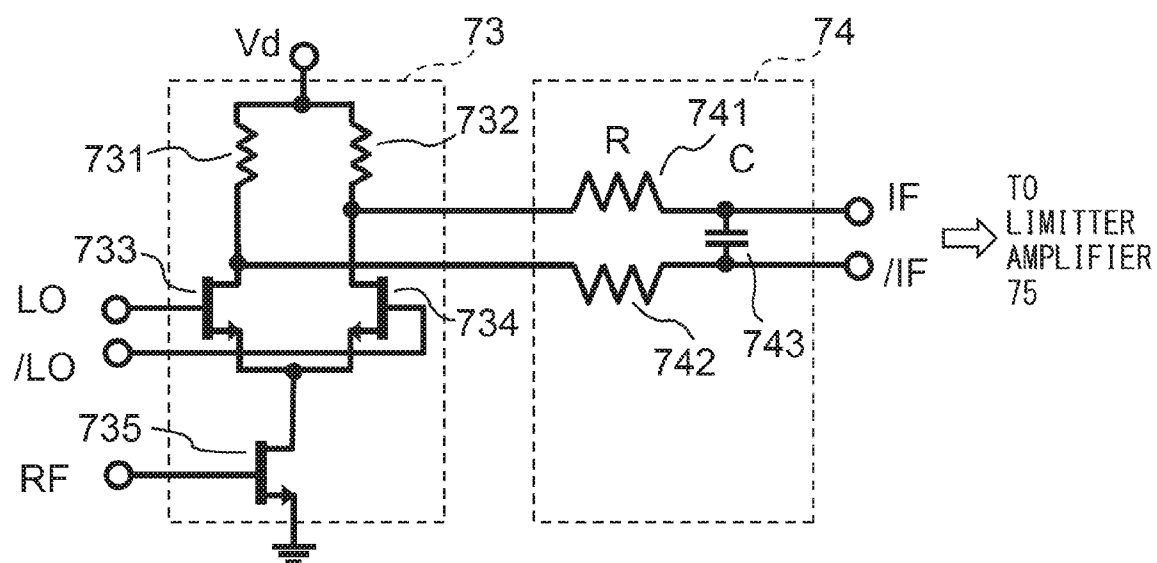 Vd
73
74
731
732
R
741
C
IF
/IF
TO
LIMITTER
AMPLIFIER
75
733
LO
/LO
734
742
743
735
RF